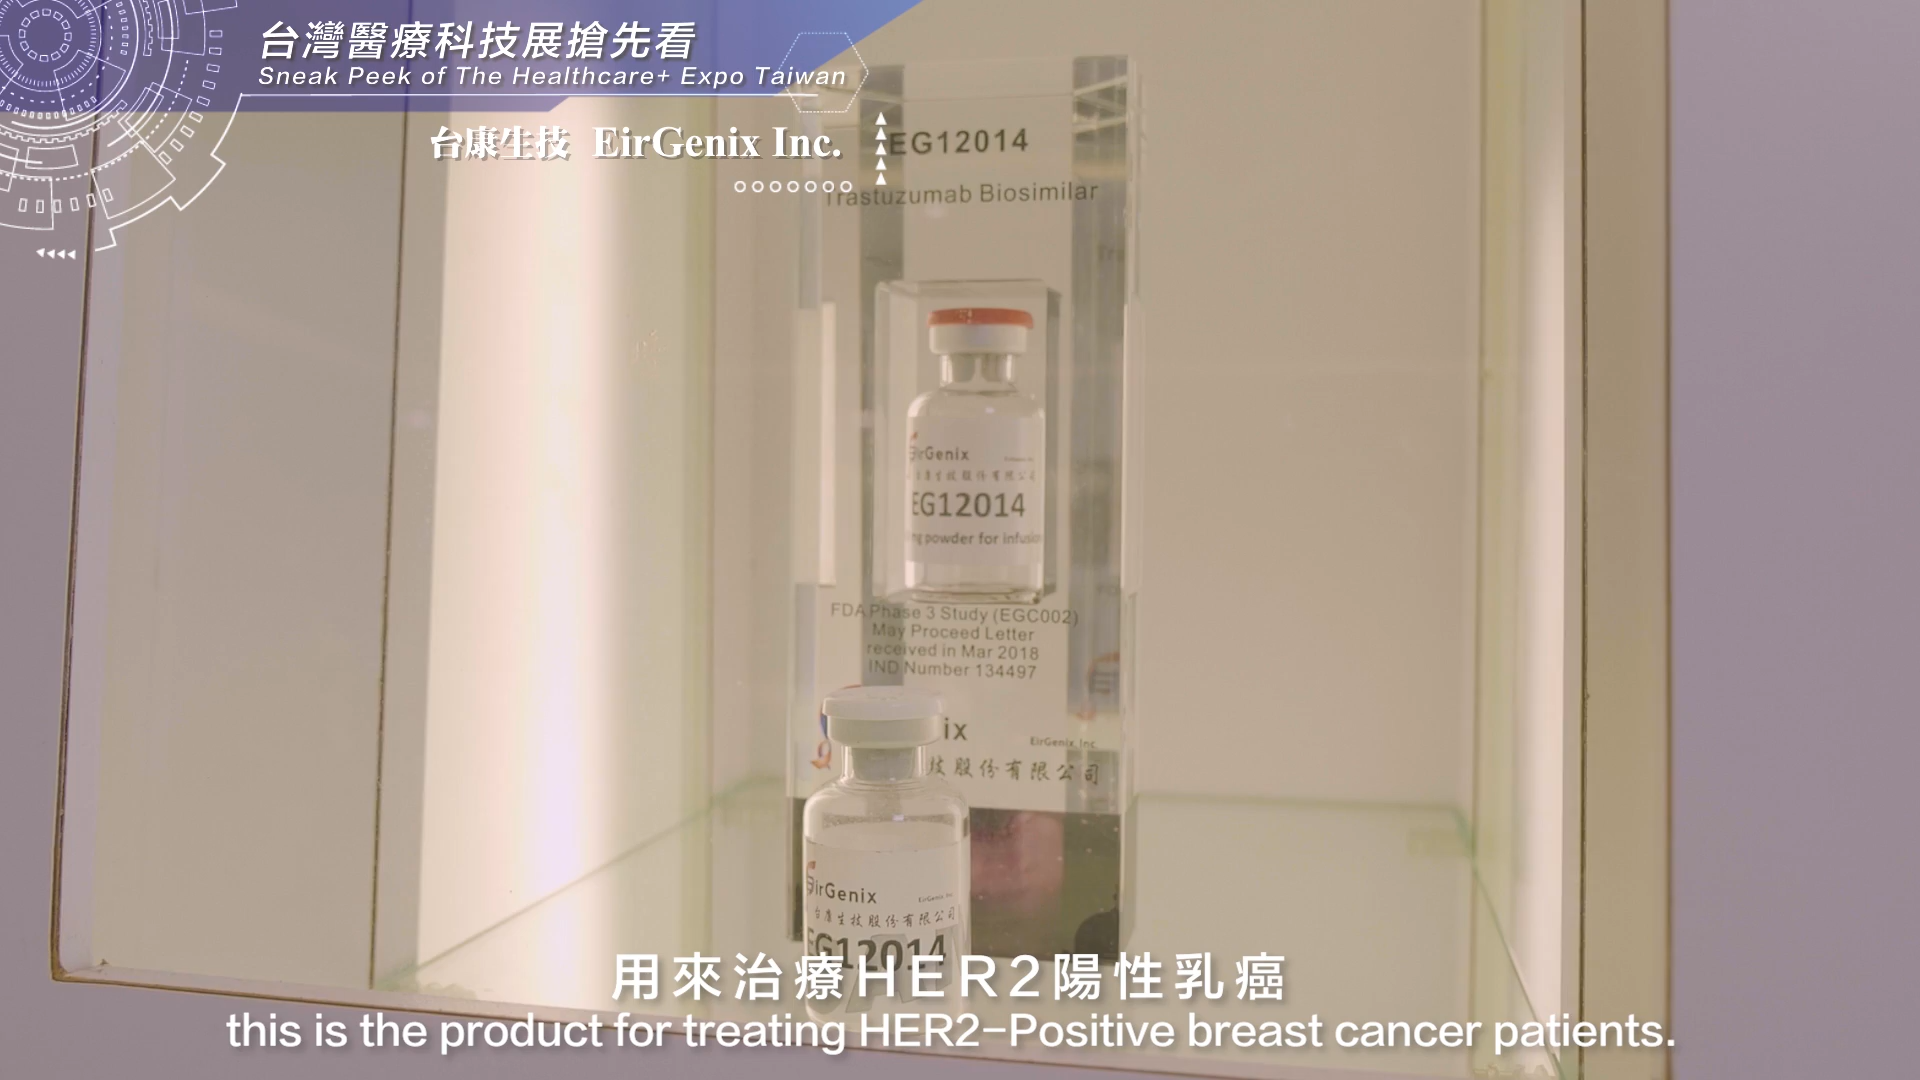 台灣醫療科技展搶先看
Sneak Peek of The Healthcare+ Expo Taiwan
台康生技 EirGenix Inc.
EG12014
Trastuzumab Biosimilar
EirGenix
EG12014
powder for infusion
FDA Phase 3 Study (EGC002)
May Proceed Letter
received in Mar 2018
IND Number 134497
ix
EirGenix, Inc.
技股份有限公司
EirGenix
台康生技股份有限公司
EG12014
用來治療HER2陽性乳癌
this is the product for treating HER2-Positive breast cancer patients.